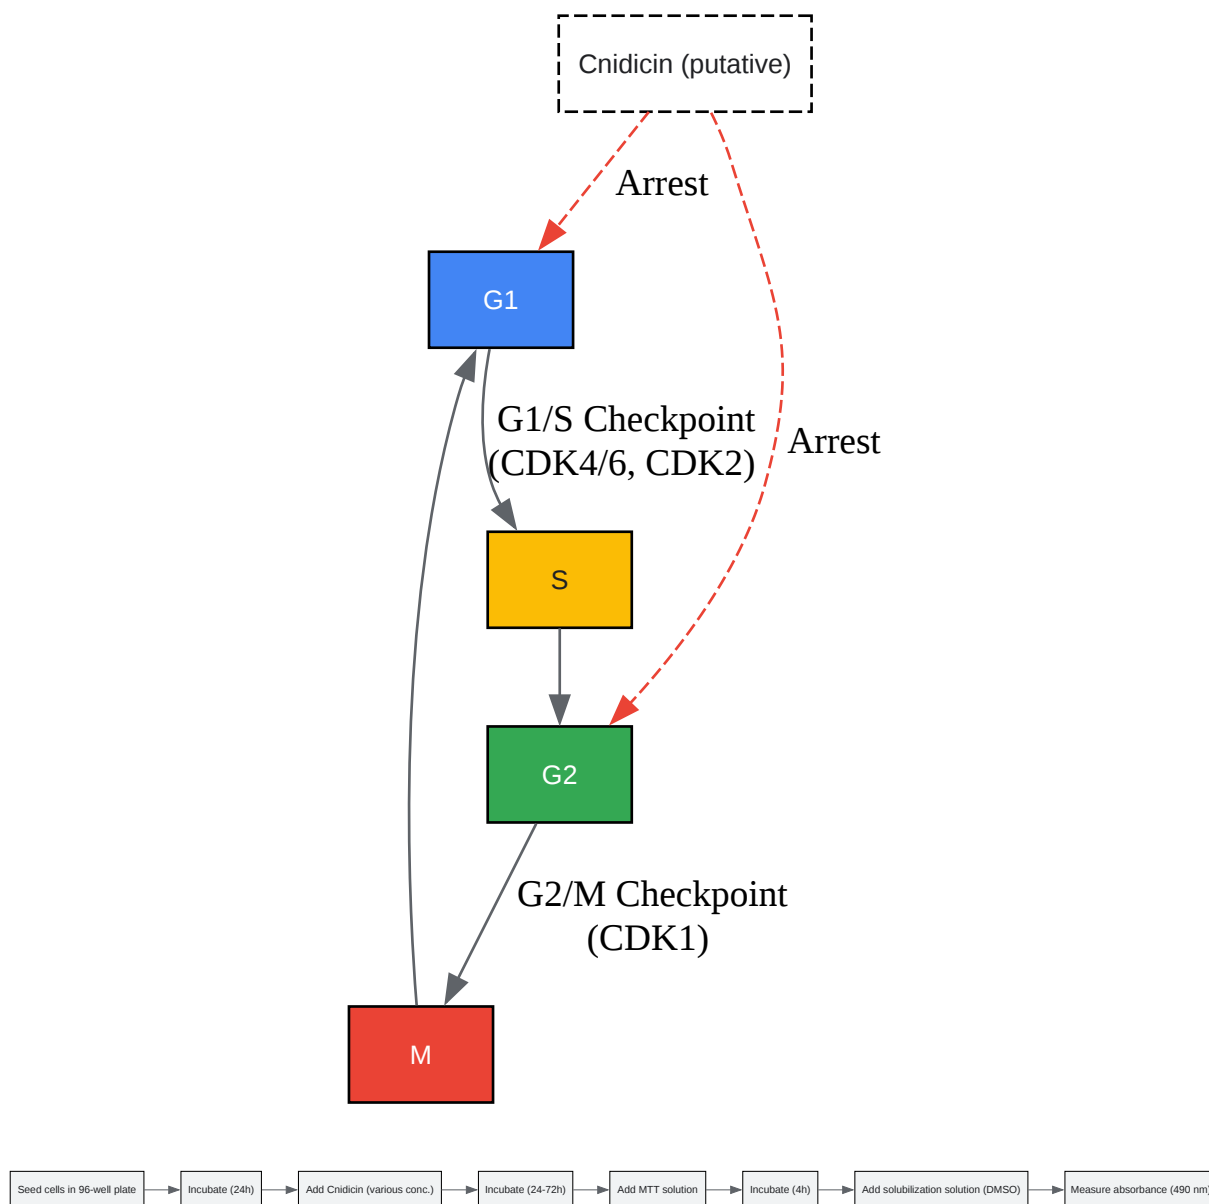 Cnidicin (putative)
Arrest
G1
G1/S Checkpoint
(CDK4/6, CDK2)
Arrest
S
G2
G2/M Checkpoint
(CDK1)
M
Seed cells in 96-well plate
Incubate (24h)
Add Cnidicin (various conc.)
Incubate (24-72h)
Add MTT solution
Incubate (4h)
Add solubilization solution (DMSO)
Measure absorbance (490 nm)